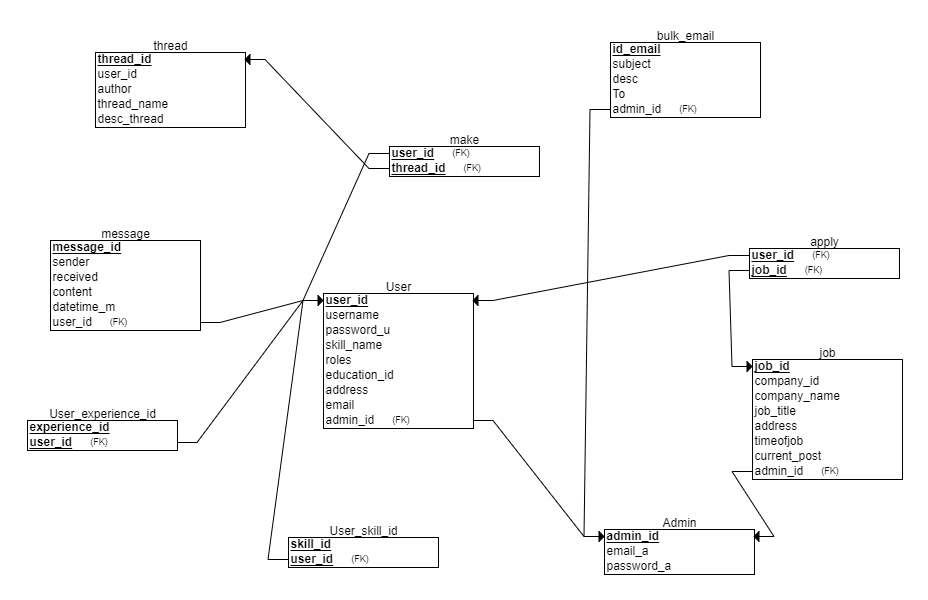 thread
thread_id
user_id
author
thread_name
desc_thread
bulk_email
id_email
subject
desc
To
admin_id (FK)
make
user_id (FK)
thread_id (FK)
message
message_id
sender
received
content
datetime_m
user_id (FK)
apply
user_id (FK)
job_id (FK)
User
user_id
username
password_u
skill_name
roles
education_id
address
email
admin_id (FK)
job
job_id
company_id
company_name
job_title
address
timeofjob
current_post
admin_id (FK)
User_experience_id
experience_id
user_id (FK)
User_skill_id
skill_id
user_id (FK)
Admin
admin_id
email_a
password_a